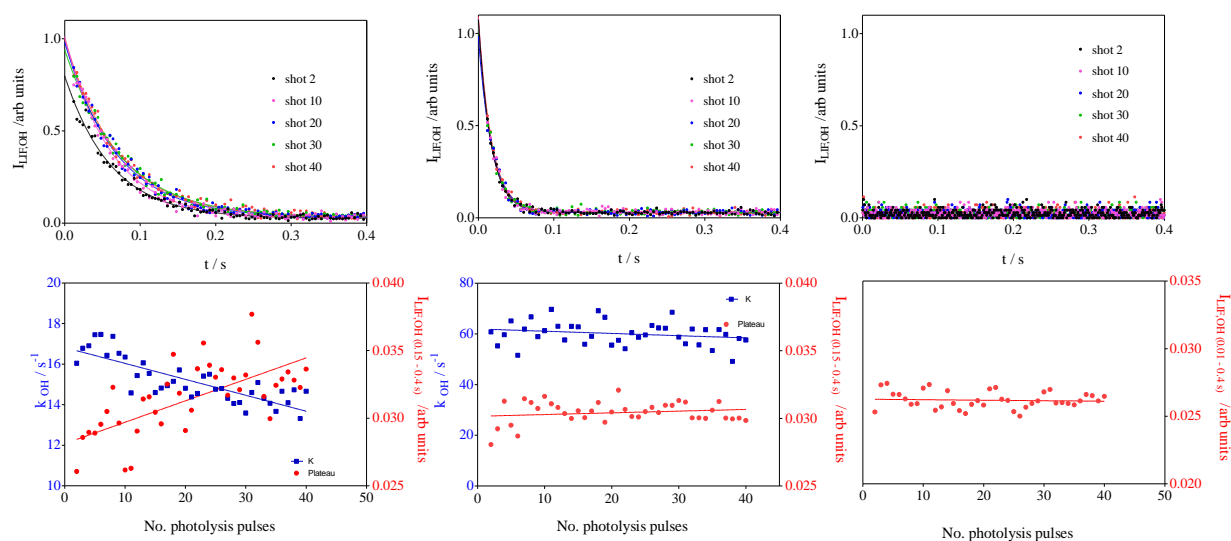 I_LIF,OH /arb units
1.0
0.5
0.0
0.0 0.1 0.2 0.3 0.4
t / s
shot 2
shot 10
shot 20
shot 30
shot 40
I_LIF,OH /arb units
1.0
0.5
0.0
0.0 0.1 0.2 0.3 0.4
t / s
shot 2
shot 10
shot 20
shot 30
shot 40
I_LIF,OH /arb units
1.0
0.5
0.0
0.0 0.1 0.2 0.3 0.4
t / s
shot 2
shot 10
shot 20
shot 30
shot 40
k_OH / s⁻¹
20
18
16
14
12
10
0 10 20 30 40 50
No. photolysis pulses
K
Plateau
0.040
0.035
0.030
0.025
I_LIF,OH (0.15 - 0.4 s) /arb units
k_OH / s⁻¹
80
60
40
20
0
0 10 20 30 40
No. photolysis pulses
K
Plateau
0.040
0.035
0.030
0.025
I_LIF,OH (0.15 - 0.4 s) /arb units
0 10 20 30 40 50
No. photolysis pulses
0.035
0.030
0.025
0.020
I_LIF,OH (0.01 - 0.4 s) /arb units